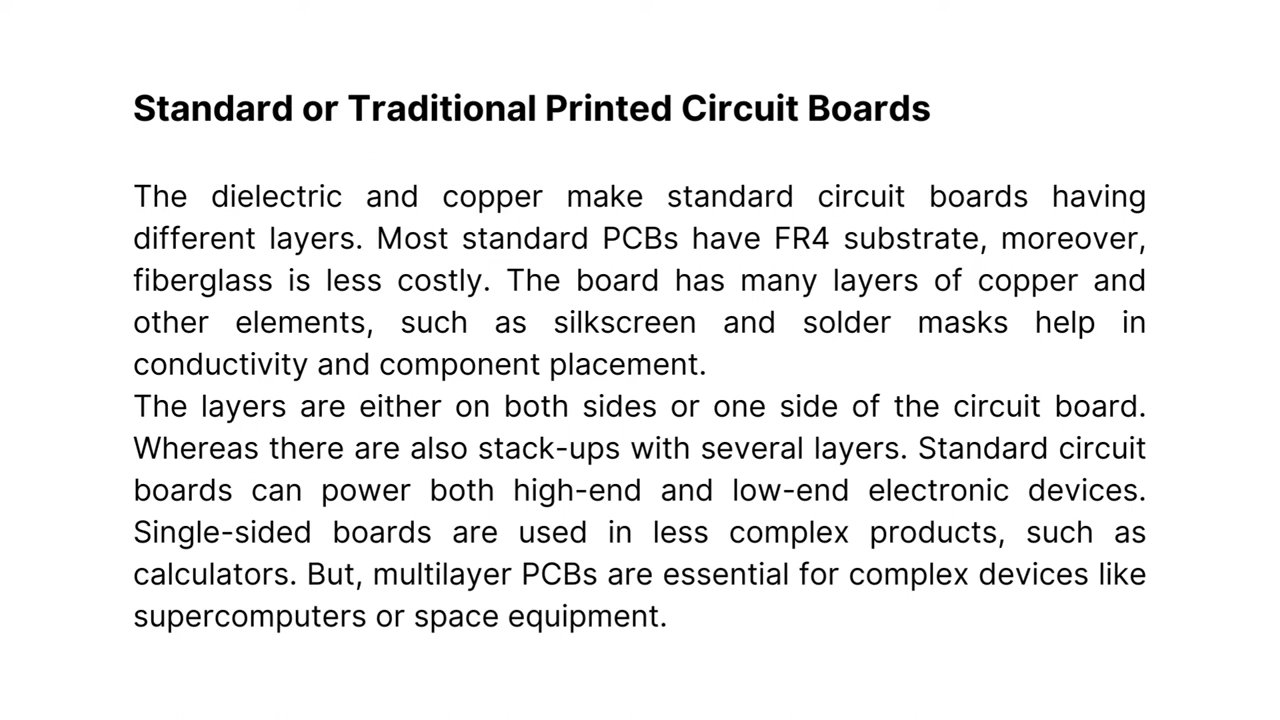 Standard or Traditional Printed Circuit Boards
The dielectric and copper make standard circuit boards having
different layers. Most standard PCBs have FR4 substrate, moreover,
fiberglass is less costly. The board has many layers of copper and
other elements, such as silkscreen and solder masks help in
conductivity and component placement.
The layers are either on both sides or one side of the circuit board.
Whereas there are also stack-ups with several layers. Standard circuit
boards can power both high-end and low-end electronic devices.
Single-sided boards are used in less complex products, such as
calculators. But, multilayer PCBs are essential for complex devices like
supercomputers or space equipment.